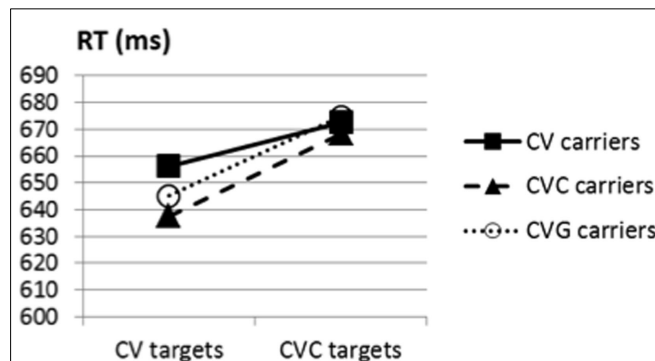 RT (ms)
690
680
670
660
650
640
630
620
610
600
CV targets CVC targets
CV carriers
CVC carriers
CVG carriers